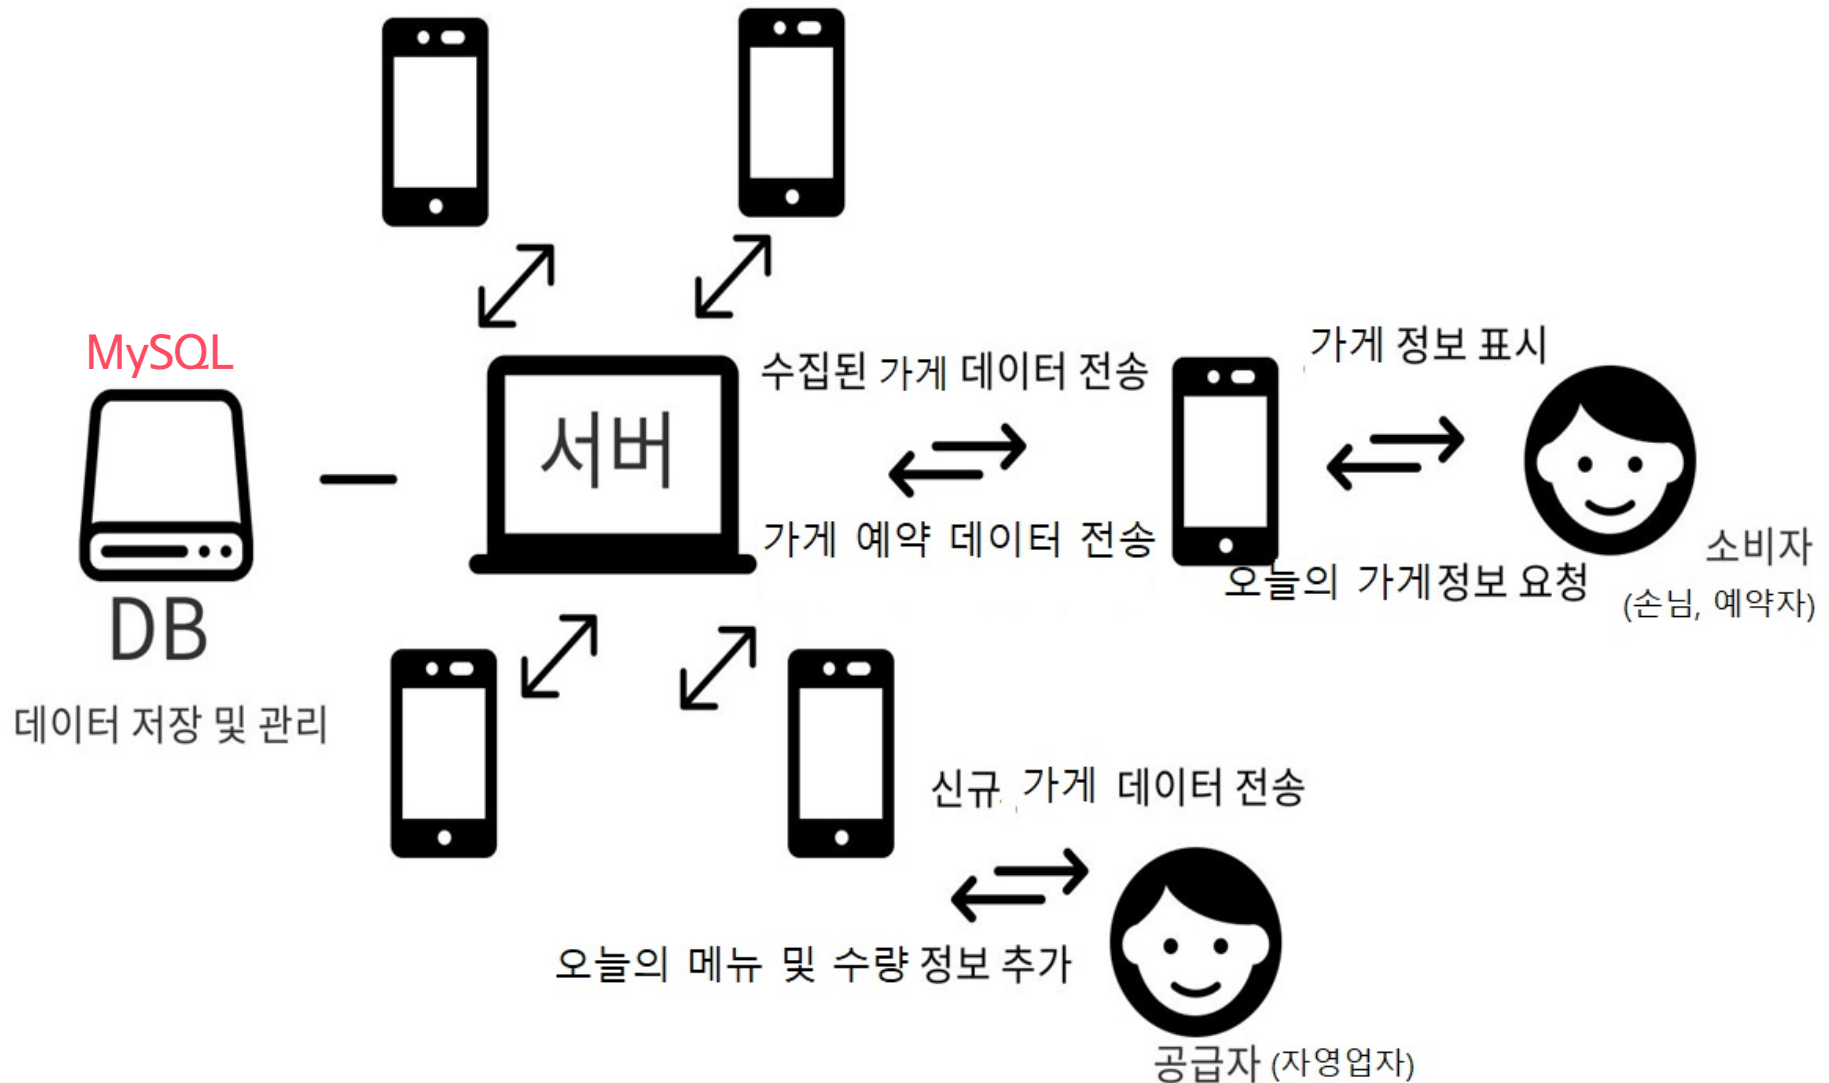 MySQL
가게 정보 표시
수집된 가게 데이터 전송
서버
가게 예약 데이터 전송
소비자
오늘의 가게정보 요청
(손님, 예약자)
DB
데이터 저장 및 관리
신규 가게 데이터 전송
오늘의 메뉴 및 수량 정보 추가
공급자 (자영업자)